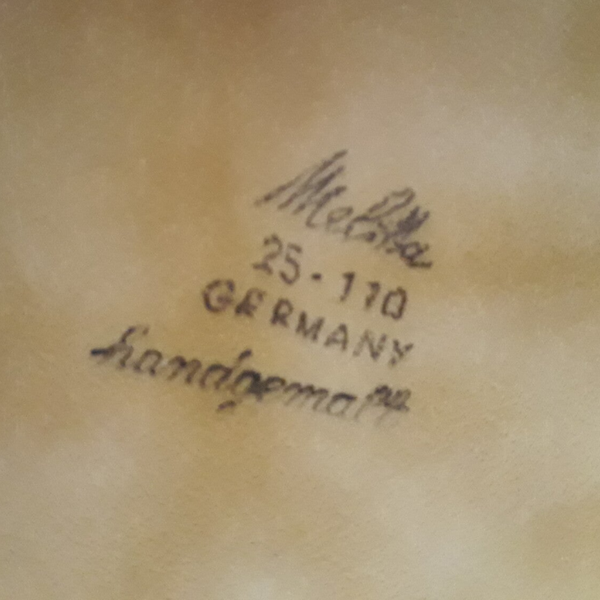 Melitta
25-110
GERMANY
handgemalt